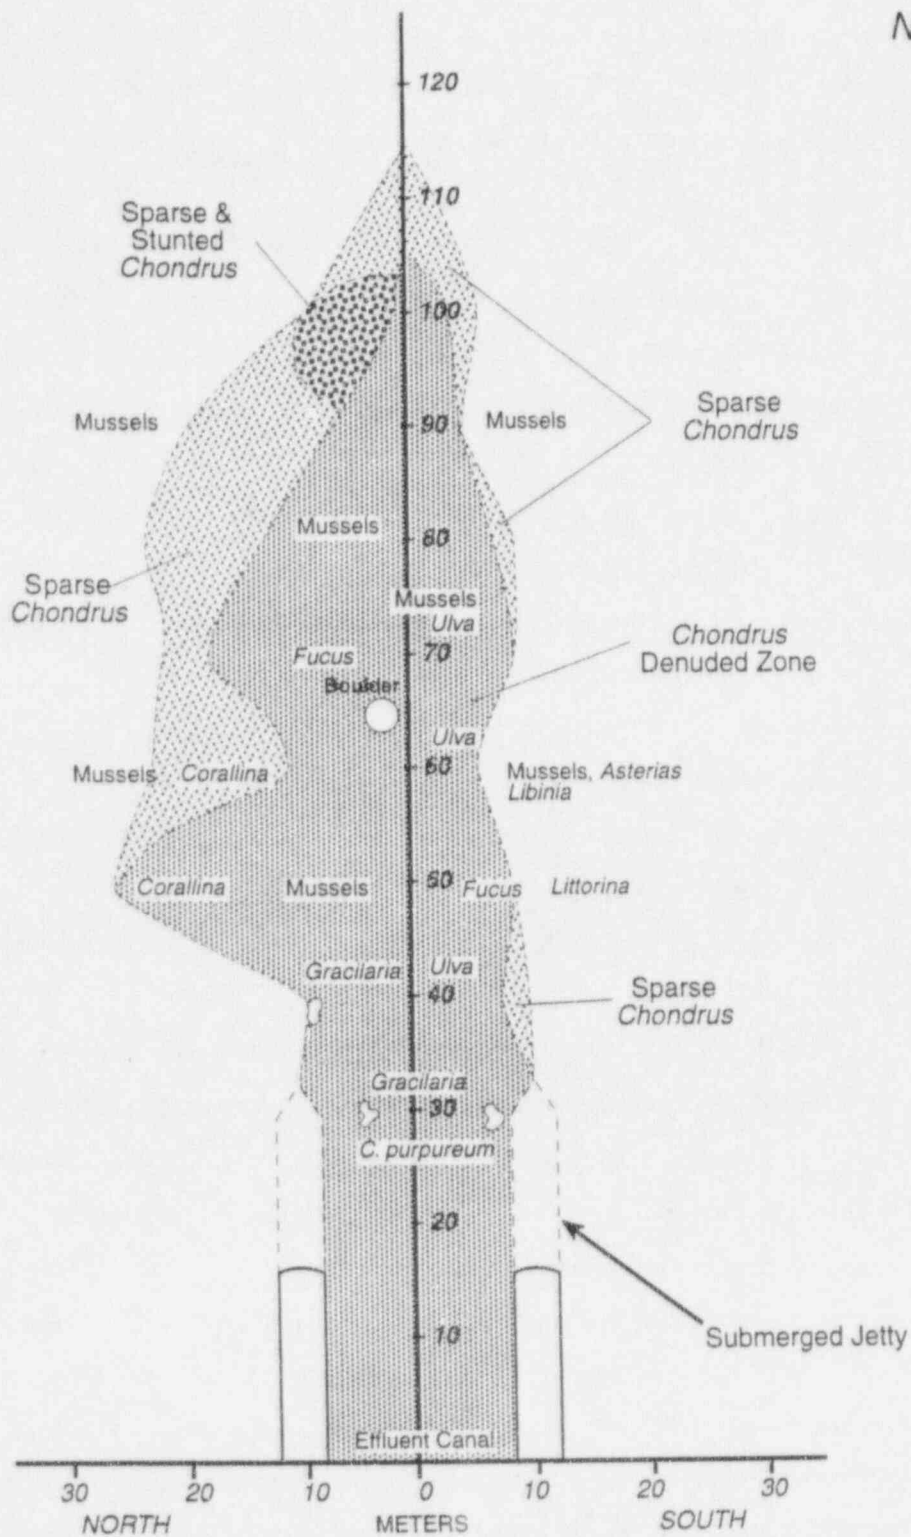 N
120
110
Sparse &
Stunted
Chondrus
100
Sparse
Chondrus
Mussels
90
Mussels
Mussels
80
Sparse
Chondrus
Mussels
Ulva
Chondrus
Denuded Zone
Fucus
70
Boulder
Ulva
Mussels
Corallina
60
Mussels, Asterias
Libinia
Corallina
Mussels
50
Fucus
Littorina
Gracilaria
Ulva
40
Sparse
Chondrus
Gracilaria
30
C. purpureum
20
10
Submerged Jetty
Effluent Canal
30 20 10 0 10 20 30
NORTH METERS SOUTH